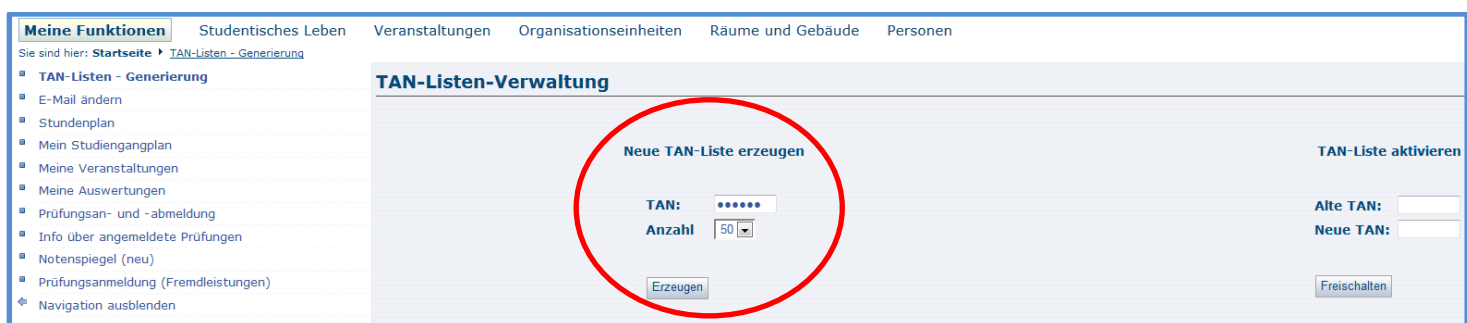 Meine Funktionen Studentisches Leben Veranstaltungen Organisationseinheiten Räume und Gebäude Personen
Sie sind hier: Startseite TAN-Listen - Generierung
TAN-Listen - Generierung
E-Mail ändern
Stundenplan
Mein Studiengangplan
Meine Veranstaltungen
Meine Auswertungen
Prüfungsan- und -abmeldung
Info über angemeldete Prüfungen
Notenspiegel (neu)
Prüfungsanmeldung (Fremdleistungen)
Navigation ausblenden
TAN-Listen-Verwaltung
Neue TAN-Liste erzeugen
TAN: ••••••
Anzahl 50
Erzeugen
TAN-Liste aktivieren
Alte TAN:
Neue TAN:
Freischalten